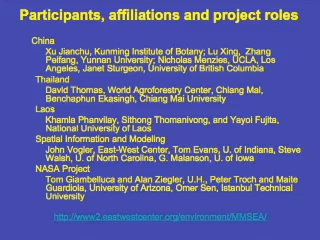 Participants, affiliations and project roles
China
Xu Jianchu, Kunming Institute of Botany; Lu Xing, Zhang
Peifang, Yunnan University; Nicholas Menzies, UCLA, Los
Angeles, Janet Sturgeon, University of British Columbia
Thailand
David Thomas, World Agroforestry Center, Chiang Mai,
Benchaphun Ekasingh, Chiang Mai University
Laos
Khamla Phanvilay, Sithong Thomanivong, and Yayoi Fujita,
National University of Laos
Spatial Information and Modeling
John Vogler, East-West Center, Tom Evans, U. of Indiana, Steve
Walsh, U. of North Carolina, G. Malanson, U. of Iowa
NASA Project
Tom Giambelluca and Alan Ziegler, U.H., Peter Troch and Maite
Guardiola, University of Arizona, Omer Sen, Istanbul Technical
University
http://www2.eastwestcenter.org/environment/MMSEA/